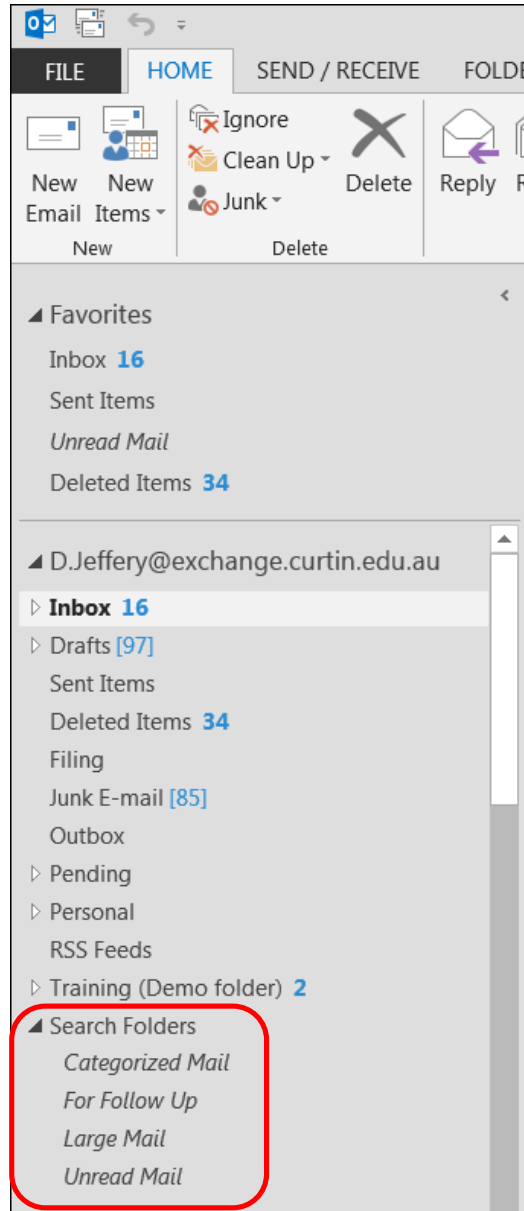 FILE HOME SEND / RECEIVE
New Email
New Items
Ignore
Clean Up
Junk
Delete
Reply
New
Delete
Favorites
Inbox 16
Sent Items
Unread Mail
Deleted Items 34
D.Jeffery@exchange.curtin.edu.au
Inbox 16
Drafts [97]
Sent Items
Deleted Items 34
Filing
Junk E-mail [85]
Outbox
Pending
Personal
RSS Feeds
Training (Demo folder) 2
Search Folders
Categorized Mail
For Follow Up
Large Mail
Unread Mail